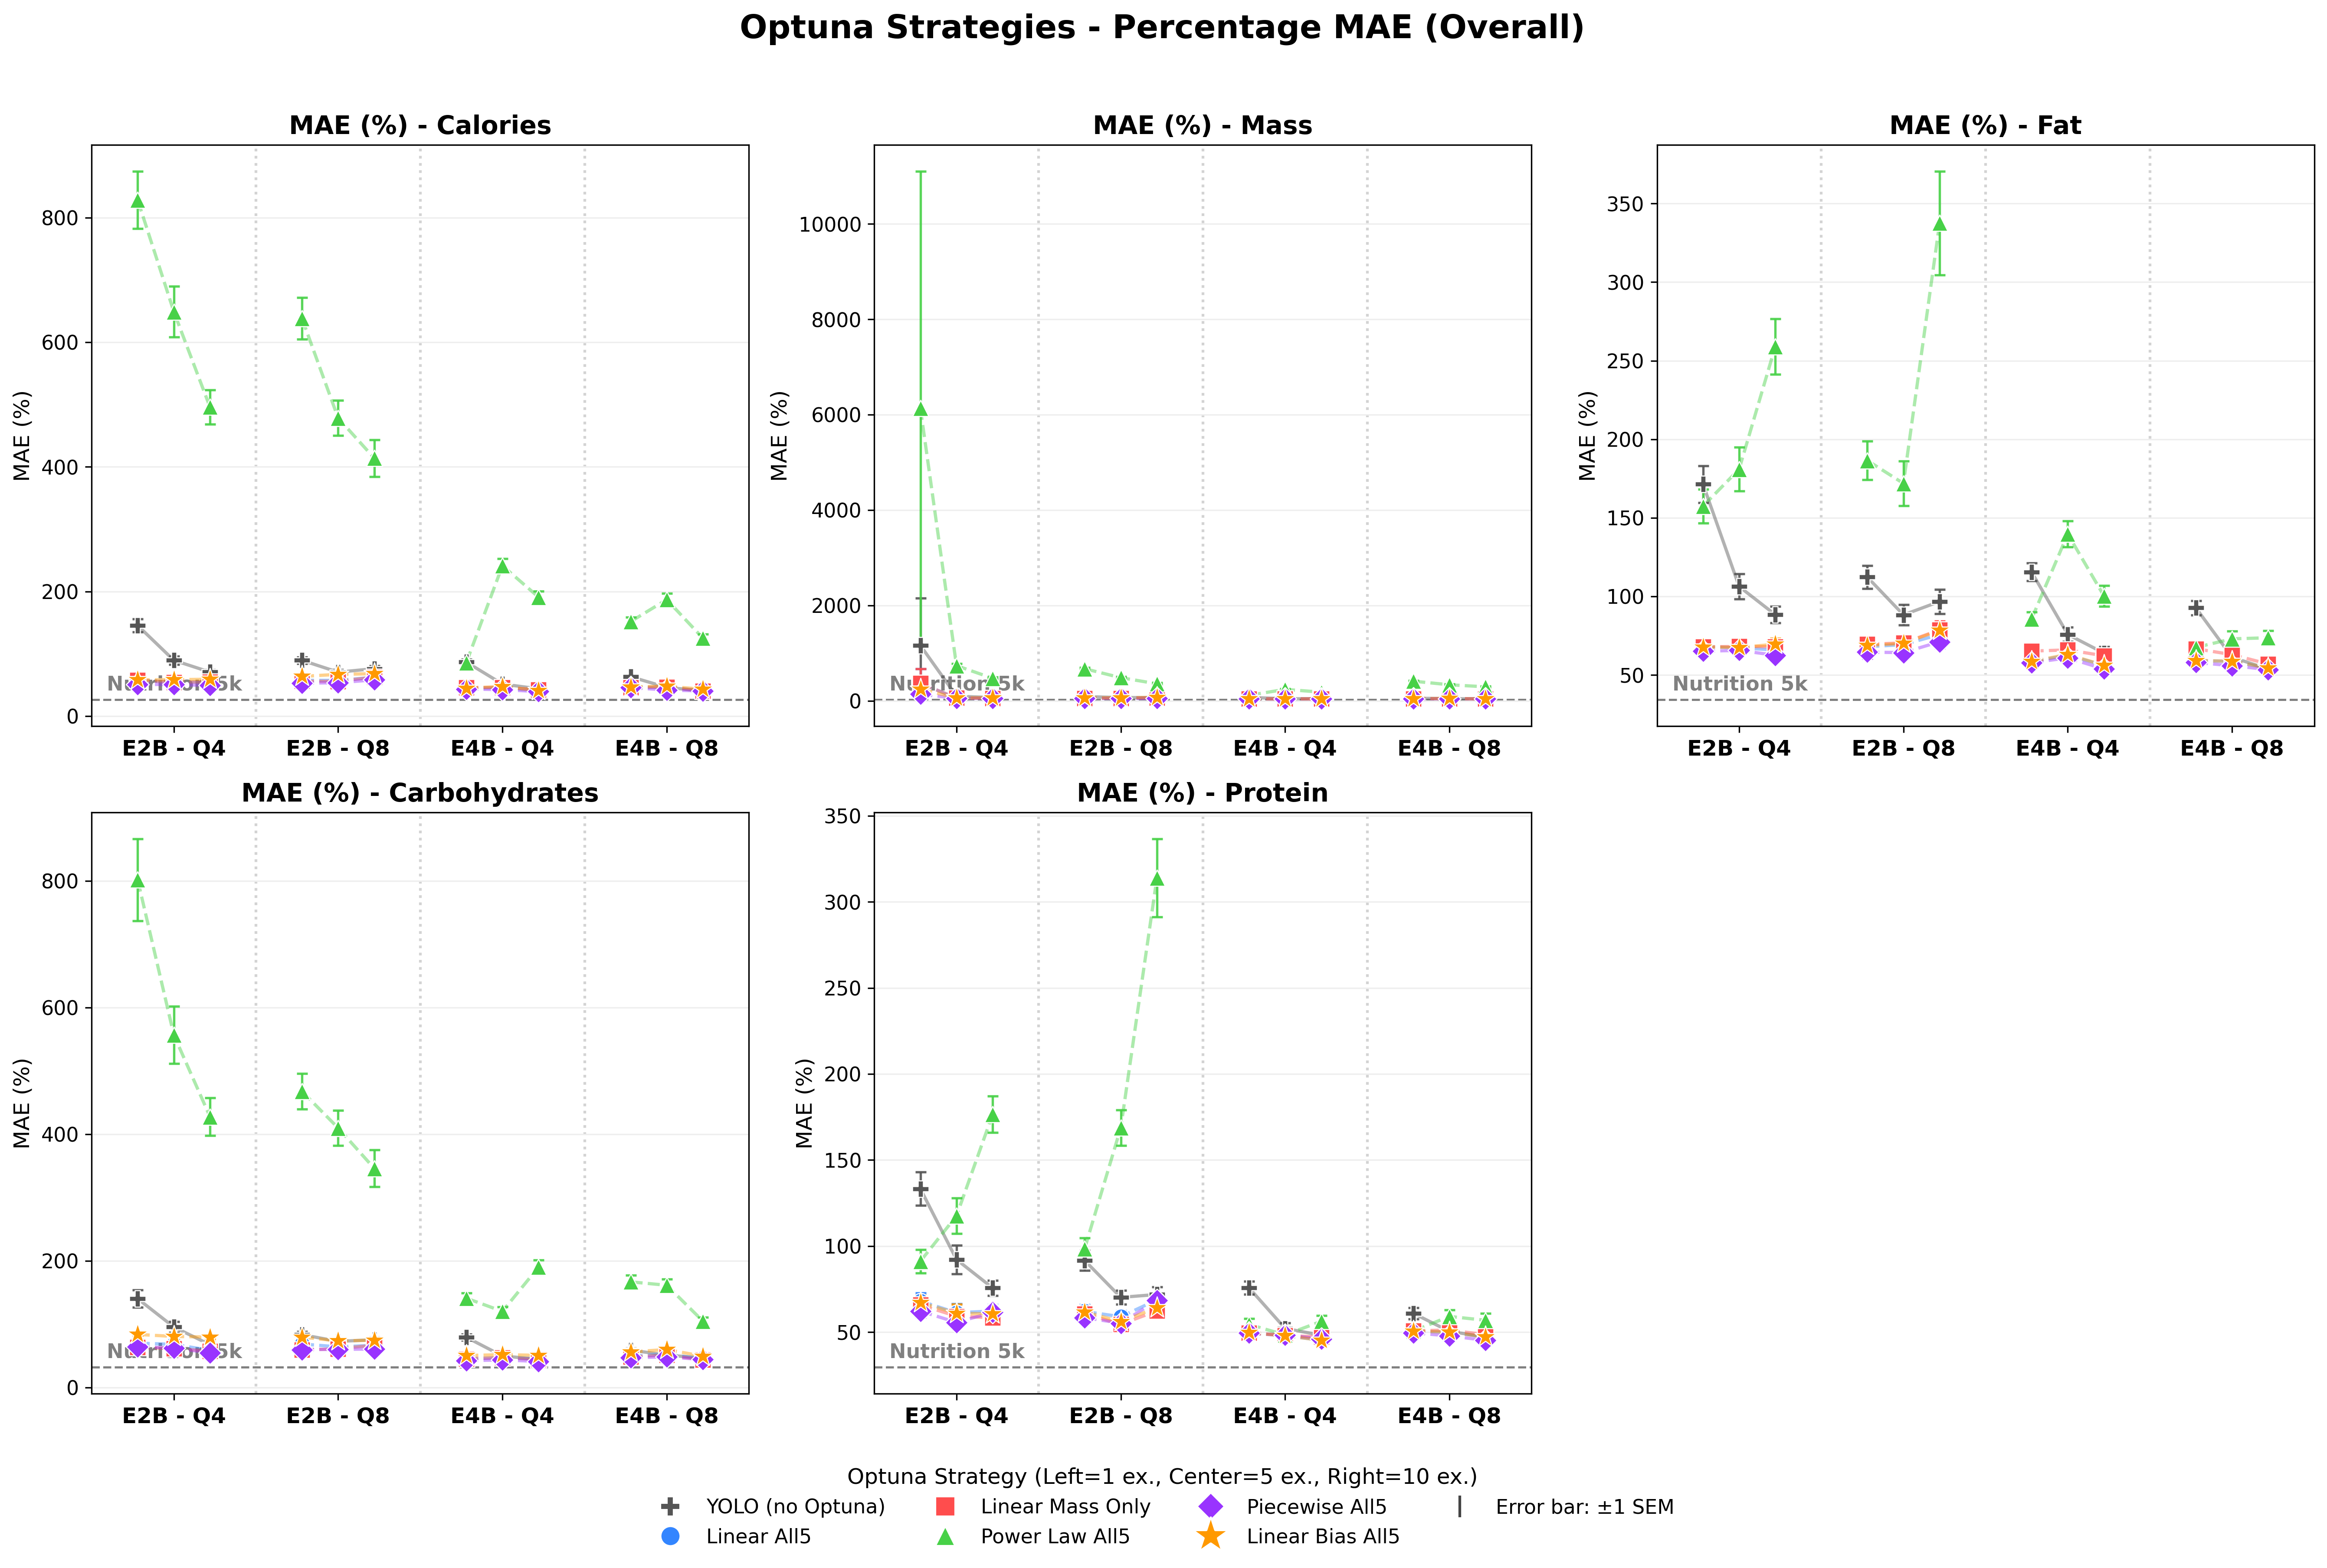 Optuna Strategies - Percentage MAE (Overall)
MAE (%) - Calories
MAE (%)
800
600
400
200
0
Nutrition 5k
E2B - Q4
E2B - Q8
E4B - Q4
E4B - Q8
MAE (%) - Mass
MAE (%)
10000
8000
6000
4000
2000
0
Nutrition 5k
E2B - Q4
E2B - Q8
E4B - Q4
E4B - Q8
MAE (%) - Fat
MAE (%)
350
300
250
200
150
100
50
Nutrition 5k
E2B - Q4
E2B - Q8
E4B - Q4
E4B - Q8
MAE (%) - Carbohydrates
MAE (%)
800
600
400
200
0
Nutrition 5k
E2B - Q4
E2B - Q8
E4B - Q4
E4B - Q8
MAE (%) - Protein
MAE (%)
350
300
250
200
150
100
50
Nutrition 5k
E2B - Q4
E2B - Q8
E4B - Q4
E4B - Q8
Optuna Strategy (Left=1 ex., Center=5 ex., Right=10 ex.)
YOLO (no Optuna)
Linear All5
Linear Mass Only
Power Law All5
Piecewise All5
Linear Bias All5
Error bar: ±1 SEM